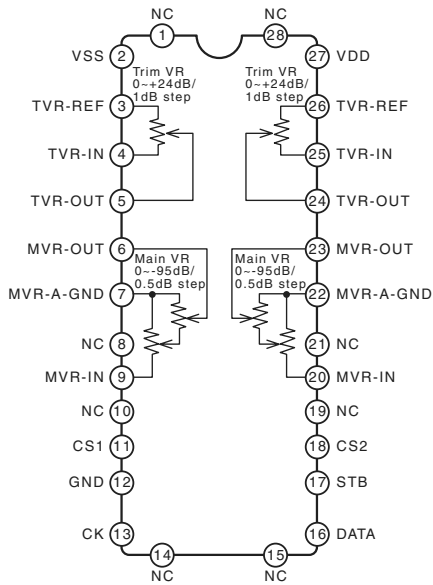 NC NC
1 28
VSS 2 27 VDD
Trim VR Trim VR
0~+24dB/ 0~+24dB/
1dB step 1dB step
TVR-REF 3 26 TVR-REF
TVR-IN 4 25 TVR-IN
TVR-OUT 5 24 TVR-OUT
MVR-OUT 6 23 MVR-OUT
Main VR Main VR
0~-95dB/ 0~-95dB/
0.5dB step 0.5dB step
MVR-A-GND 7 22 MVR-A-GND
NC 8 21 NC
MVR-IN 9 20 MVR-IN
NC 10 19 NC
CS1 11 18 CS2
GND 12 17 STB
CK 13 16 DATA
14 15
NC NC